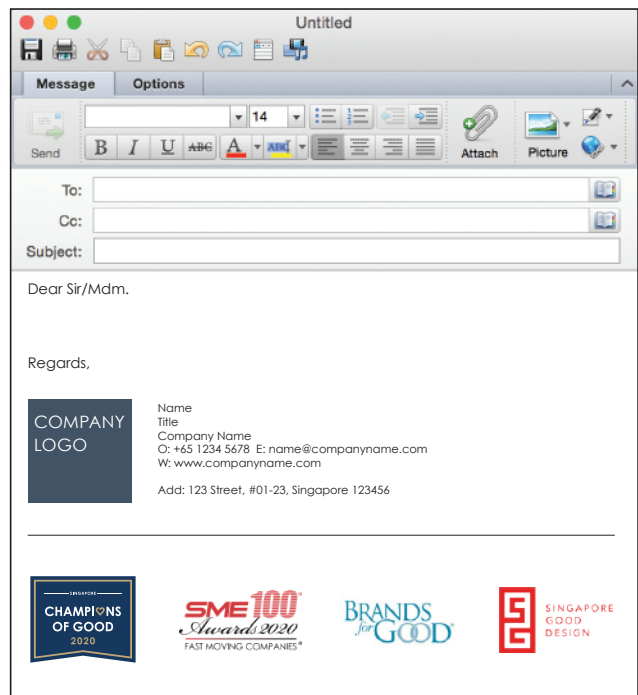 Untitled
Message Options
14
Send B I U ABC A ABC Attach Picture
To:
Cc:
Subject:
Dear Sir/Mdm.
Regards,
COMPANY
LOGO
Name
Title
Company Name
O: +65 1234 5678 E: name@companyname.com
W: www.companyname.com
Add: 123 Street, #01-23, Singapore 123456
SINGAPORE
CHAMPIONS
OF GOOD
2020
SME 100
Awards 2020
FAST MOVING COMPANIES
BRANDS
for GOOD
SG
SINGAPORE
GOOD
DESIGN